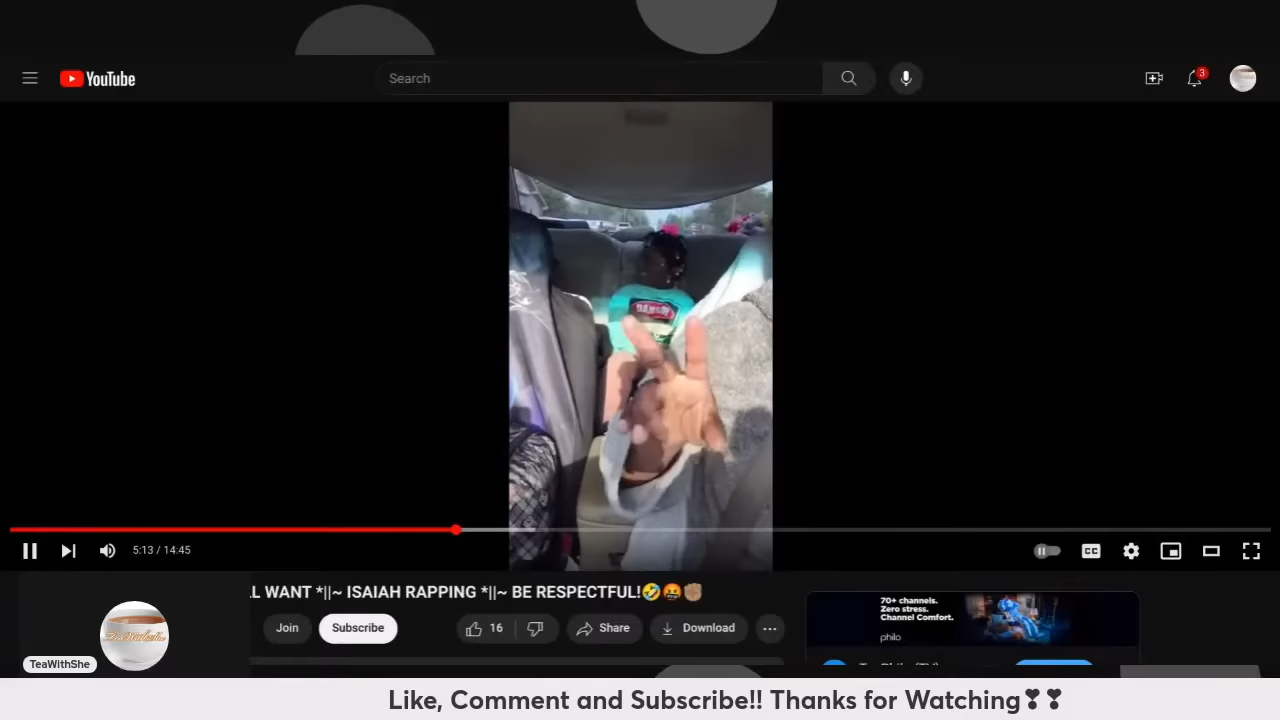 YouTube
Search
3
5:13 / 14:45
CC
L WANT *||~ ISAIAH RAPPING *||~ BE RESPECTFUL!🤣🤬✊🏽
Join
Subscribe
16
Share
Download
70+ channels.
Zero stress.
Channel Comfort.
philo
TeaWithShe
Like, Comment and Subscribe!! Thanks for Watching❣❣